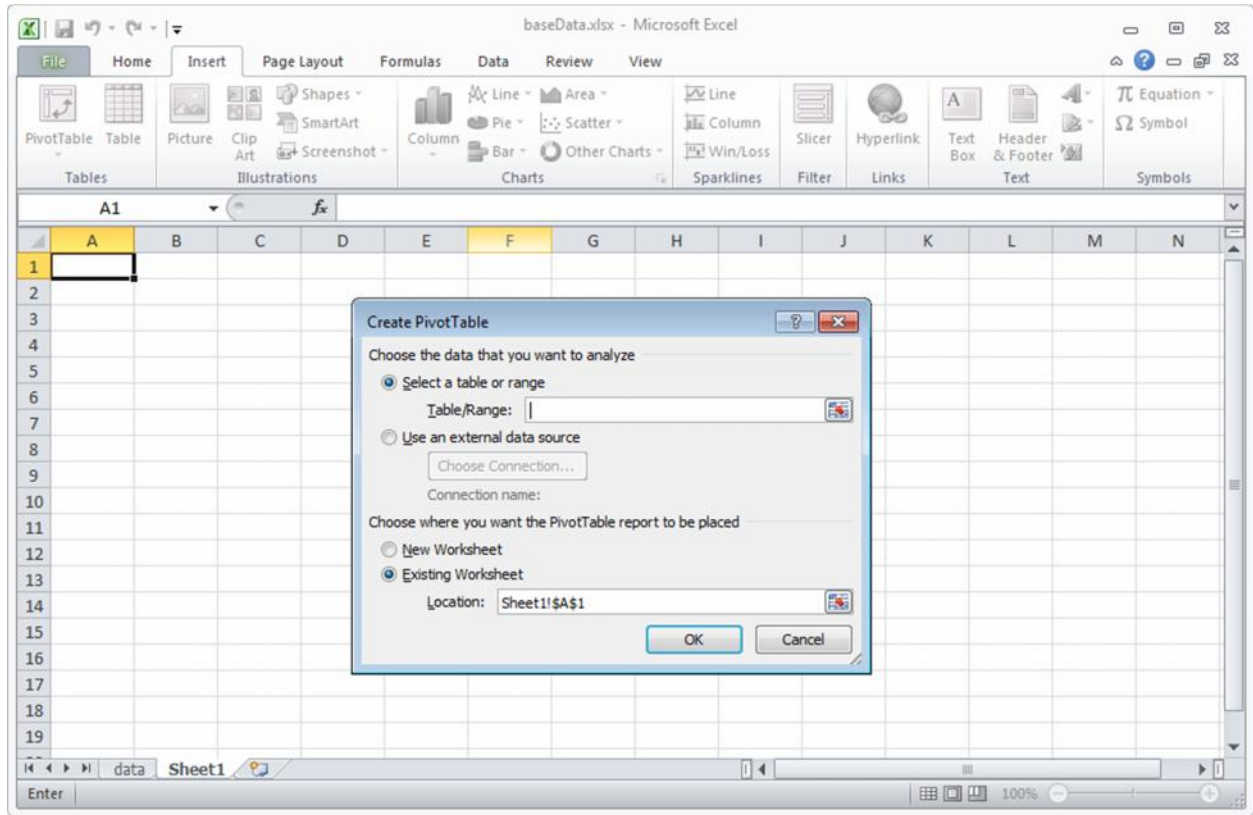 baseData.xlsx - Microsoft Excel
File Home Insert Page Layout Formulas Data Review View
PivotTable Table Picture Clip Art Shapes SmartArt Screenshot Column Line Pie Bar Area Scatter Other Charts Line Column Win/Loss Slicer Hyperlink Text Box Header & Footer Equation Symbol
Tables Illustrations Charts Sparklines Filter Links Text Symbols
A1 fx
A B C D E F G H I J K L M N
1
2
3
4
5
6
7
8
9
10
11
12
13
14
15
16
17
18
19
Create PivotTable
Choose the data that you want to analyze
Select a table or range
Table/Range:
Use an external data source
Choose Connection...
Connection name:
Choose where you want the PivotTable report to be placed
New Worksheet
Existing Worksheet
Location: Sheet1!$A$1
OK Cancel
data Sheet1
Enter 100%